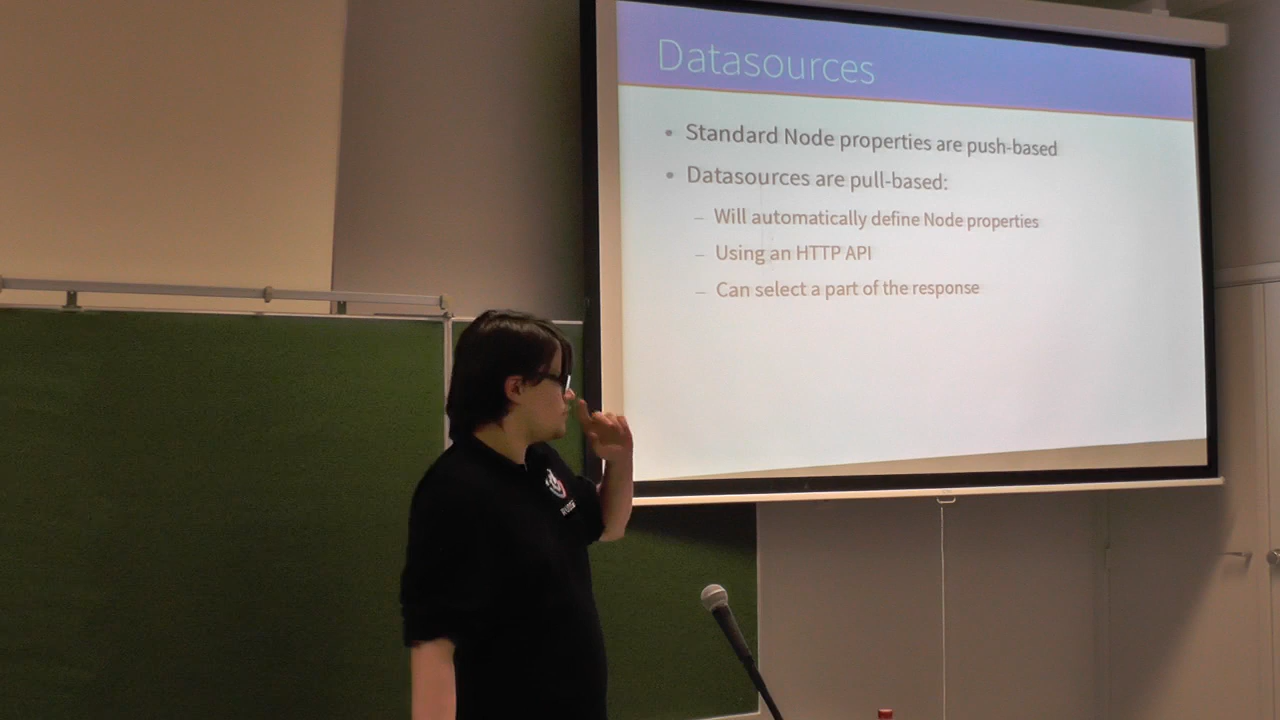 Datasources
• Standard Node properties are push-based
• Datasources are pull-based:
– Will automatically define Node properties
– Using an HTTP API
– Can select a part of the response